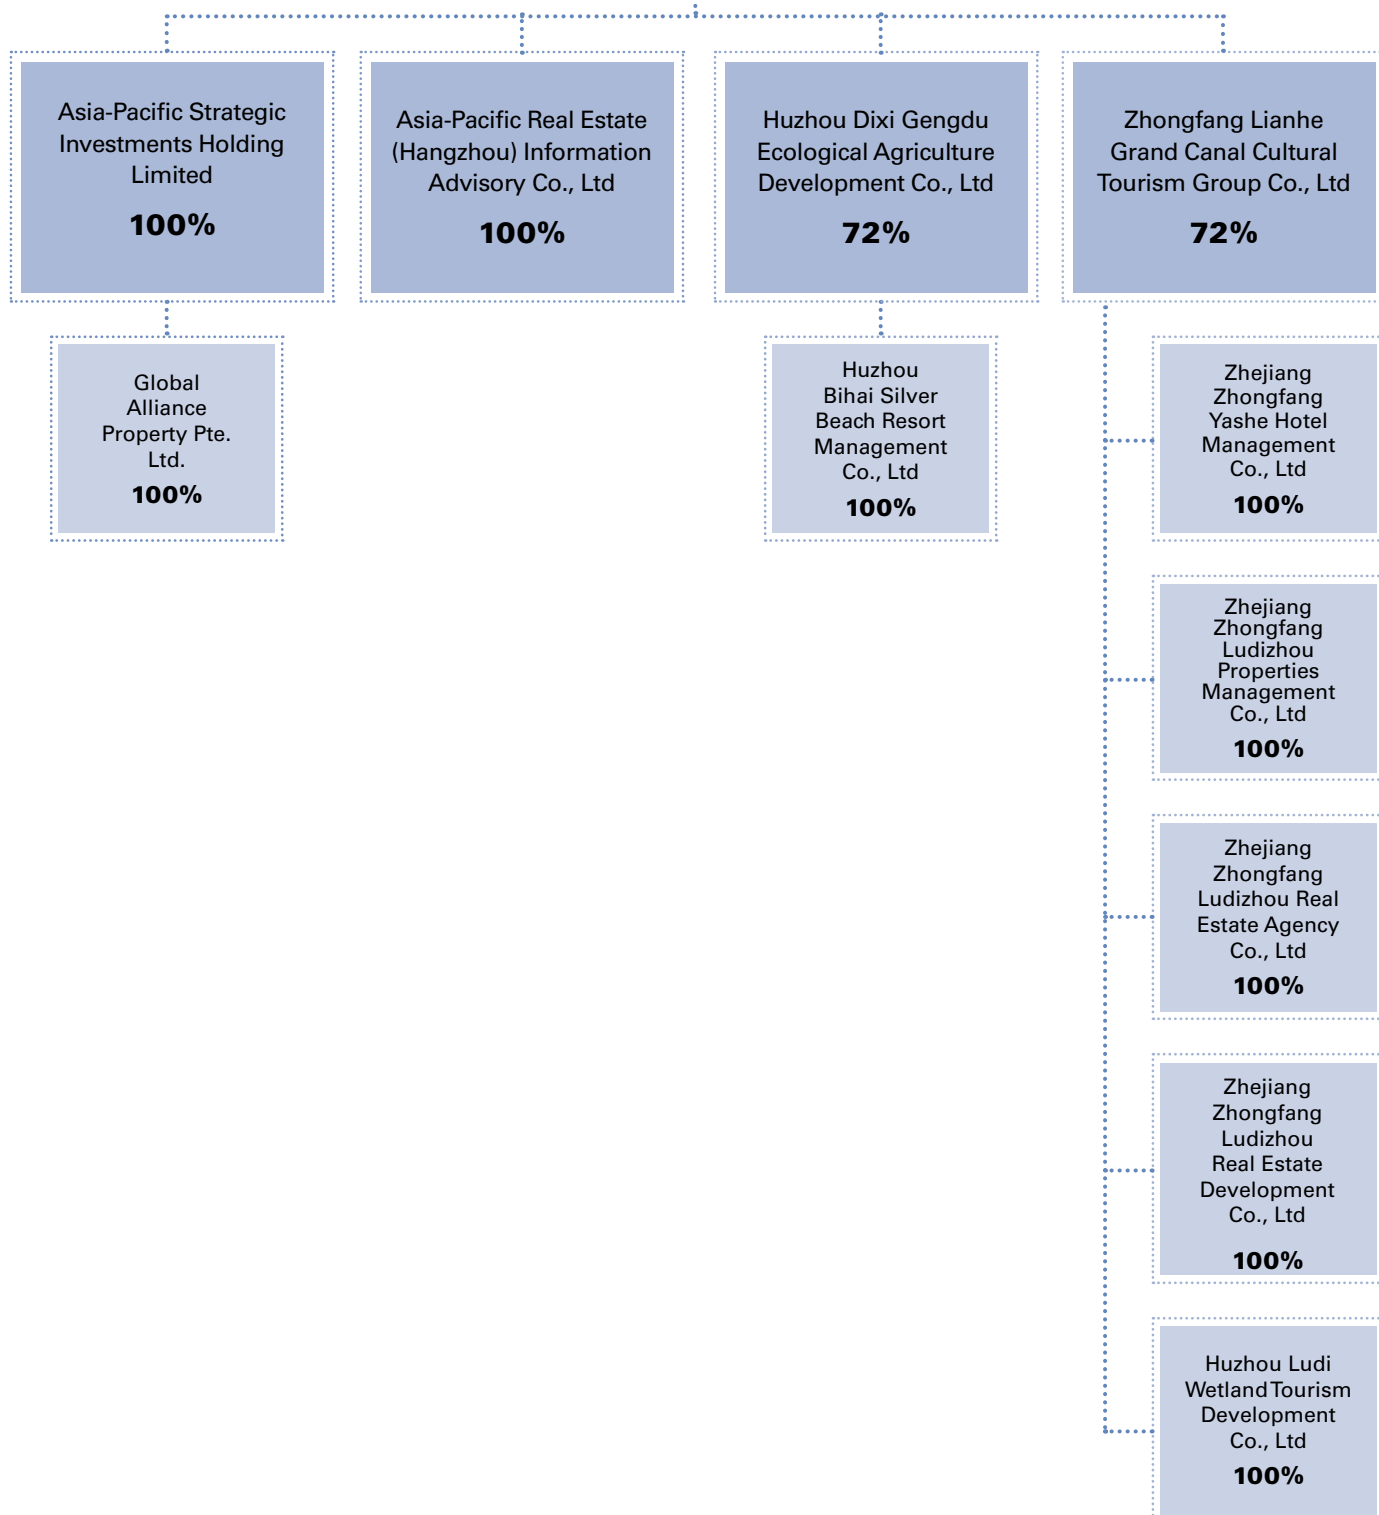 Asia-Pacific Strategic
Investments Holding
Limited
100%
Asia-Pacific Real Estate
(Hangzhou) Information
Advisory Co., Ltd
100%
Huzhou Dixi Gengdu
Ecological Agriculture
Development Co., Ltd
72%
Zhongfang Lianhe
Grand Canal Cultural
Tourism Group Co., Ltd
72%
Global
Alliance
Property Pte.
Ltd.
100%
Huzhou
Bihai Silver
Beach Resort
Management
Co., Ltd
100%
Zhejiang
Zhongfang
Yashe Hotel
Management
Co., Ltd
100%
Zhejiang
Zhongfang
Ludizhou
Properties
Management
Co., Ltd
100%
Zhejiang
Zhongfang
Ludizhou Real
Estate Agency
Co., Ltd
100%
Zhejiang
Zhongfang
Ludizhou
Real Estate
Development
Co., Ltd
100%
Huzhou Ludi
Wetland Tourism
Development
Co., Ltd
100%